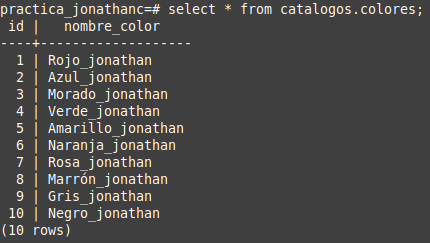 practica_jonathanc=# select * from catalogos.colores;
 id |   nombre_color
----+-------------------
  1 | Rojo_jonathan
  2 | Azul_jonathan
  3 | Morado_jonathan
  4 | Verde_jonathan
  5 | Amarillo_jonathan
  6 | Naranja_jonathan
  7 | Rosa_jonathan
  8 | Marrón_jonathan
  9 | Gris_jonathan
 10 | Negro_jonathan
(10 rows)